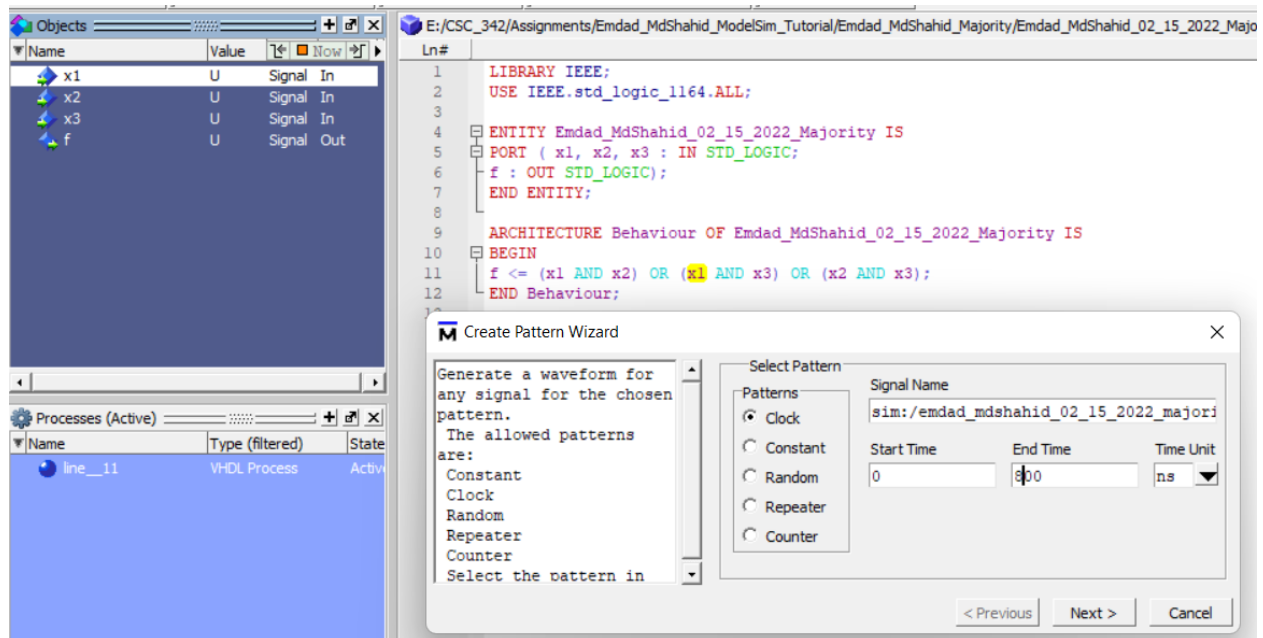 Objects
Name Value Now
x1 U Signal In
x2 U Signal In
x3 U Signal In
f U Signal Out
Processes (Active)
Name Type (filtered) State
line__11 VHDL Process Active
E:/CSC_342/Assignments/Emdad_MdShahid_ModelSim_Tutorial/Emdad_MdShahid_Majority/Emdad_MdShahid_02_15_2022_Majo
Ln#
1 LIBRARY IEEE;
2 USE IEEE.std_logic_1164.ALL;
3
4 ENTITY Emdad_MdShahid_02_15_2022_Majority IS
5 PORT ( x1, x2, x3 : IN STD_LOGIC;
6 f : OUT STD_LOGIC);
7 END ENTITY;
8
9 ARCHITECTURE Behaviour OF Emdad_MdShahid_02_15_2022_Majority IS
10 BEGIN
11 f <= (x1 AND x2) OR (x1 AND x3) OR (x2 AND x3);
12 END Behaviour;
M Create Pattern Wizard
Generate a waveform for
any signal for the chosen
pattern.
The allowed patterns
are:
Constant
Clock
Random
Repeater
Counter
Select the pattern in
Select Pattern
Patterns
Clock
Constant
Random
Repeater
Counter
Signal Name
sim:/emdad_mdshahid_02_15_2022_majori
Start Time End Time Time Unit
0 800 ns
< Previous Next > Cancel